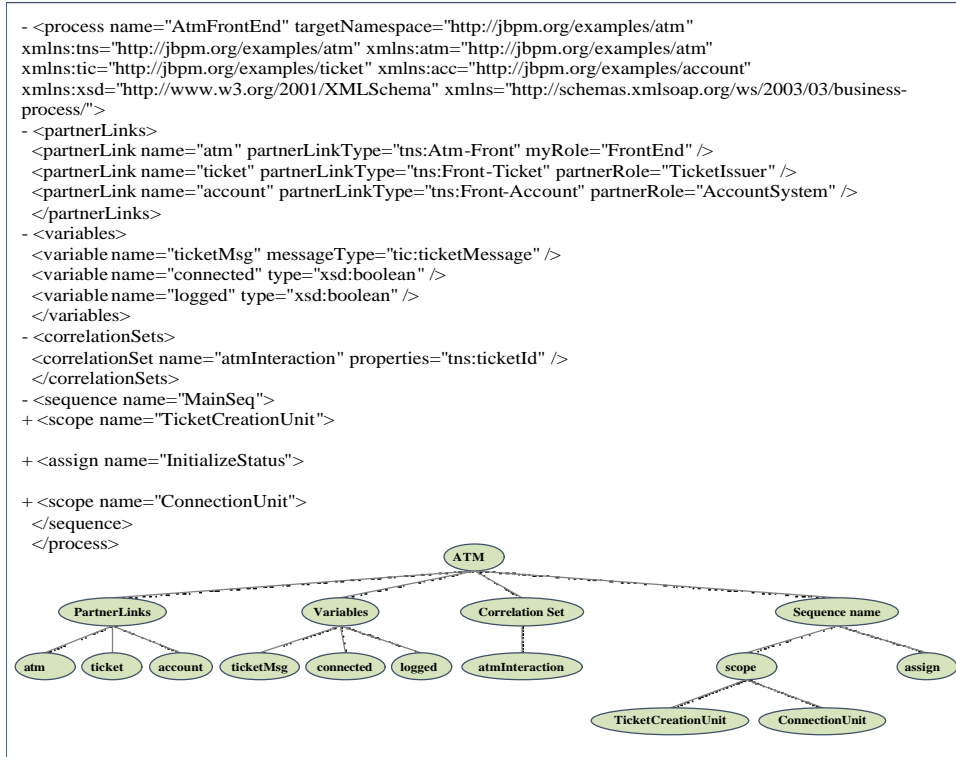 - <process name="AtmFrontEnd" targetNamespace="http://jbpm.org/examples/atm"
xmlns:tns="http://jbpm.org/examples/atm" xmlns:atm="http://jbpm.org/examples/atm"
xmlns:tic="http://jbpm.org/examples/ticket" xmlns:acc="http://jbpm.org/examples/account"
xmlns:xsd="http://www.w3.org/2001/XMLSchema" xmlns="http://schemas.xmlsoap.org/ws/2003/03/business-
process/">
- <partnerLinks>
<partnerLink name="atm" partnerLinkType="tns:Atm-Front" myRole="FrontEnd" />
<partnerLink name="ticket" partnerLinkType="tns:Front-Ticket" partnerRole="TicketIssuer" />
<partnerLink name="account" partnerLinkType="tns:Front-Account" partnerRole="AccountSystem" />
</partnerLinks>
- <variables>
<variable name="ticketMsg" messageType="tic:ticketMessage" />
<variable name="connected" type="xsd:boolean" />
<variable name="logged" type="xsd:boolean" />
</variables>
- <correlationSets>
<correlationSet name="atmInteraction" properties="tns:ticketId" />
</correlationSets>
- <sequence name="MainSeq">
+ <scope name="TicketCreationUnit">
+ <assign name="InitializeStatus">
+ <scope name="ConnectionUnit">
</sequence>
</process>
ATM
PartnerLinks Variables Correlation Set Sequence name
atm ticket account ticketMsg connected logged atmInteraction scope assign
TicketCreationUnit ConnectionUnit